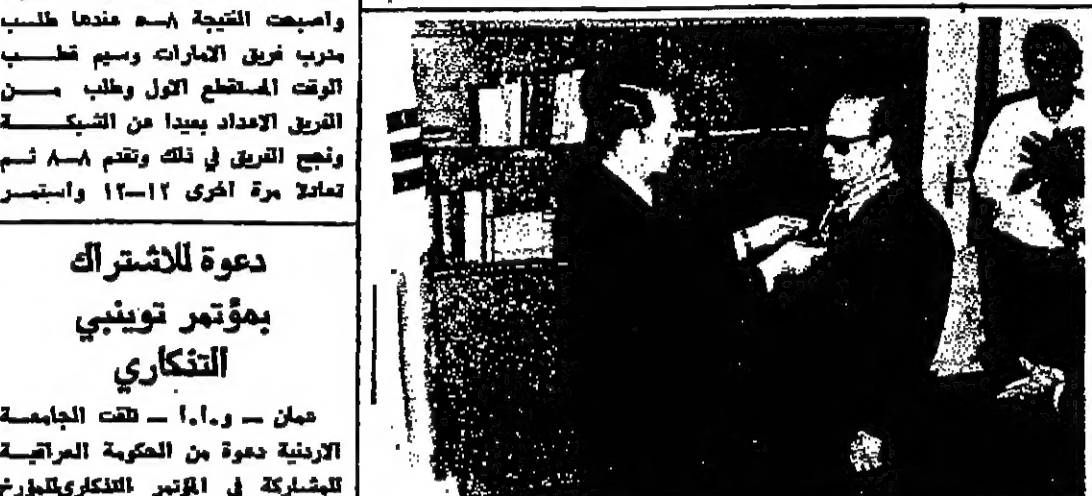 واصبحت النتيجة ٨ــ٥ عندما طلب
مدرب فريق الامارات وسيم قطب
الوقت المستقطع الاول وطلب من
الفريق الاعداد بعيدا عن الشبكة
ونجح الفريق في ذلك وتقدم ٨ــ٨ ثم
تعادلا مرة اخرى ١٢ــ١٢ واستمر
دعوة للاشتراك
بمؤتمر توينبي
التذكاري
عمان ــ و.أ.أ ــ تلقت الجامعة
الاردنية دعوة من الحكومة العراقية
للمشاركة في المؤتمر التذكاري للمؤرخ